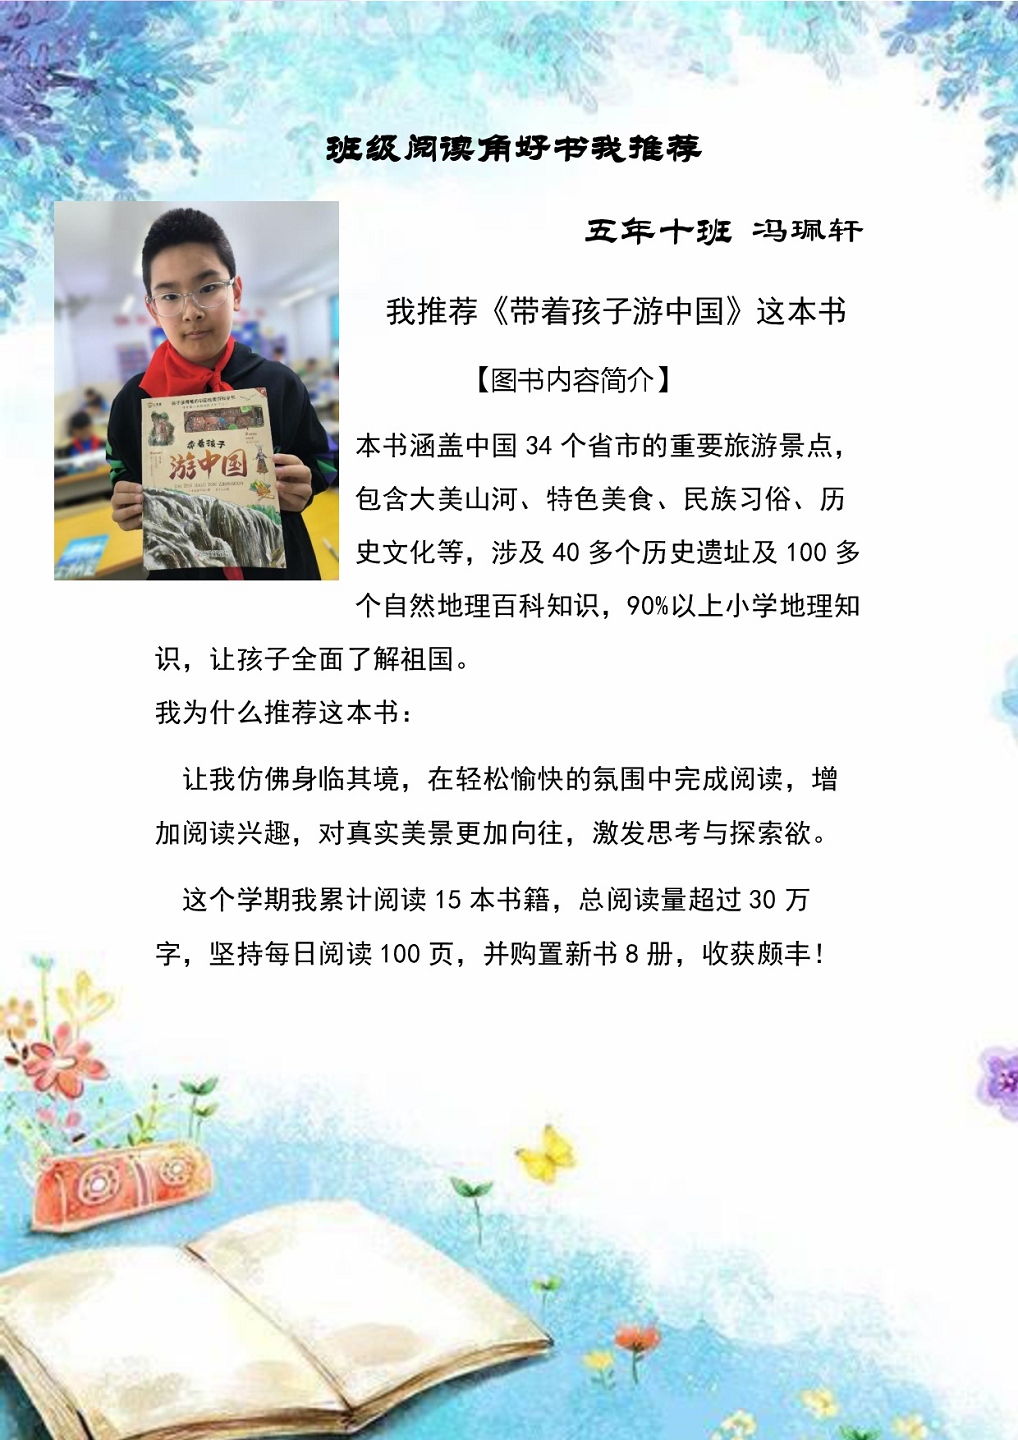 班级阅读角好书我推荐
五年十班 冯珮轩
我推荐《带着孩子游中国》这本书
【图书内容简介】
本书涵盖中国 34 个省市的重要旅游景点，
包含大美山河、特色美食、民族习俗、历
史文化等，涉及 40 多个历史遗址及 100 多
个自然地理百科知识，90%以上小学地理知
识，让孩子全面了解祖国。
我为什么推荐这本书：
让我仿佛身临其境，在轻松愉快的氛围中完成阅读，增
加阅读兴趣，对真实美景更加向往，激发思考与探索欲。
这个学期我累计阅读 15 本书籍，总阅读量超过 30 万
字，坚持每日阅读 100 页，并购置新书 8 册，收获颇丰！
带着孩子
游中国